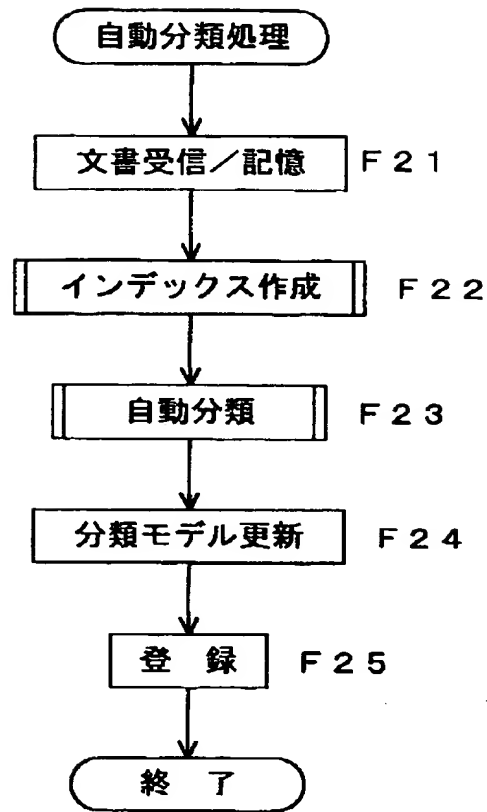 自動分類処理
文書受信/記憶 F21
インデックス作成 F22
自動分類 F23
分類モデル更新 F24
登 録 F25
終 了